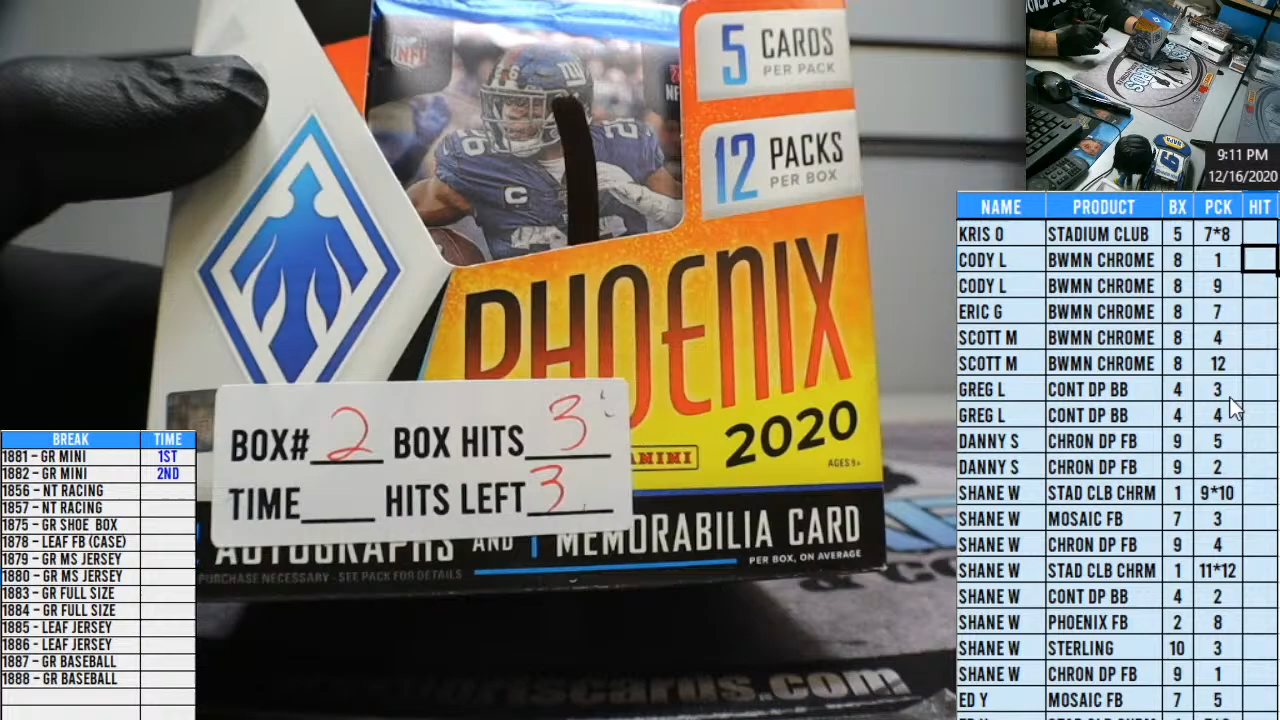 NFL
5 CARDS
PER PACK
12 PACKS
PER BOX
PHOENIX
2020
PANINI
AGES 9+
BOX# 2 BOX HITS 3
TIME HITS LEFT 3
AUTOGRAPHS AND 1 MEMORABILIA CARD
PURCHASE NECESSARY - SEE PACK FOR DETAILS
PER BOX, ON AVERAGE
9:11 PM
12/16/2020
NAME PRODUCT BX PCK HIT
KRIS O STADIUM CLUB 5 7*8
CODY L BWMN CHROME 8 1
CODY L BWMN CHROME 8 9
ERIC G BWMN CHROME 8 7
SCOTT M BWMN CHROME 8 4
SCOTT M BWMN CHROME 8 12
GREG L CONT DP BB 4 3
GREG L CONT DP BB 4 4
DANNY S CHRON DP FB 9 5
DANNY S CHRON DP FB 9 2
SHANE W STAD CLB CHRM 1 9*10
SHANE W MOSAIC FB 7 3
SHANE W CHRON DP FB 9 4
SHANE W STAD CLB CHRM 1 11*12
SHANE W CONT DP BB 4 2
SHANE W PHOENIX FB 2 8
SHANE W STERLING 10 3
SHANE W CHRON DP FB 9 1
ED Y MOSAIC FB 7 5
BREAK TIME
1881 - GR MINI 1ST
1882 - GR MINI 2ND
1856 - NT RACING
1857 - NT RACING
1875 - GR SHOE BOX
1878 - LEAF FB (CASE)
1879 - GR MS JERSEY
1880 - GR MS JERSEY
1883 - GR FULL SIZE
1884 - GR FULL SIZE
1885 - LEAF JERSEY
1886 - LEAF JERSEY
1887 - GR BASEBALL
1888 - GR BASEBALL